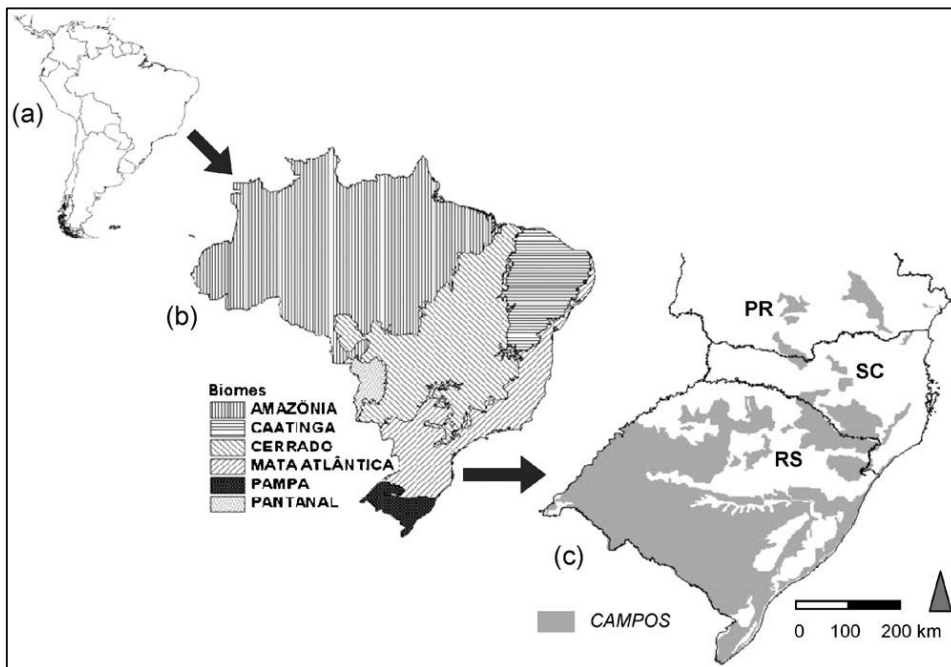 (a)
(b)
Biomes
AMAZÔNIA
CAATINGA
CERRADO
MATA ATLÂNTICA
PAMPA
PANTANAL
PR
SC
RS
(c)
CAMPOS
0 100 200 km